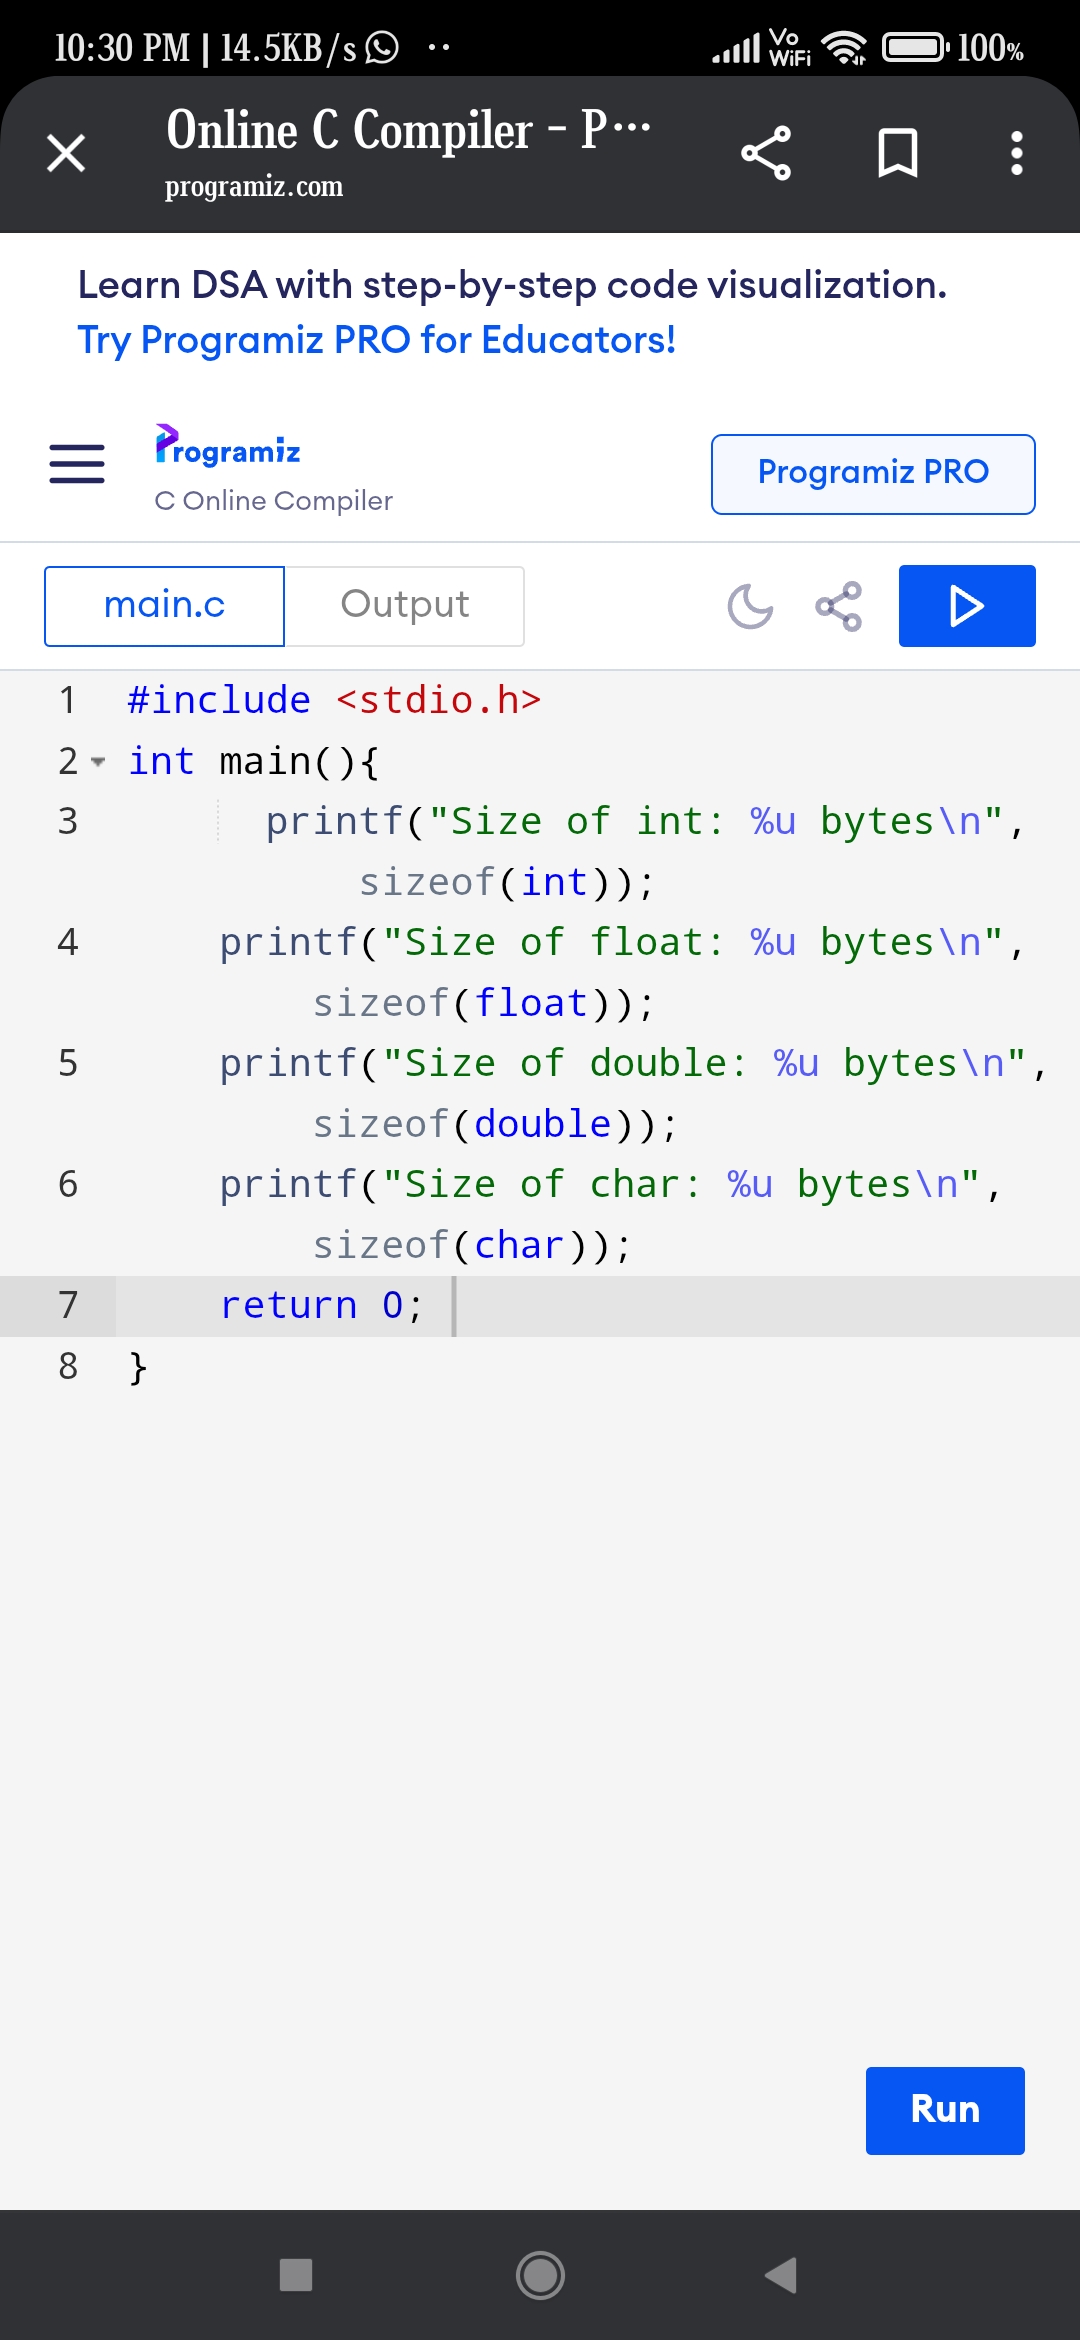 10:30 PM | 14.5KB/s ·· Vo WiFi 100%
Online C Compiler - P···
programiz.com
Learn DSA with step-by-step code visualization.
Try Programiz PRO for Educators!
Programiz
C Online Compiler
Programiz PRO
main.c Output
1 #include <stdio.h>
2 int main(){
3 printf("Size of int: %u bytes\n",
sizeof(int));
4 printf("Size of float: %u bytes\n",
sizeof(float));
5 printf("Size of double: %u bytes\n",
sizeof(double));
6 printf("Size of char: %u bytes\n",
sizeof(char));
7 return 0;
8 }
Run